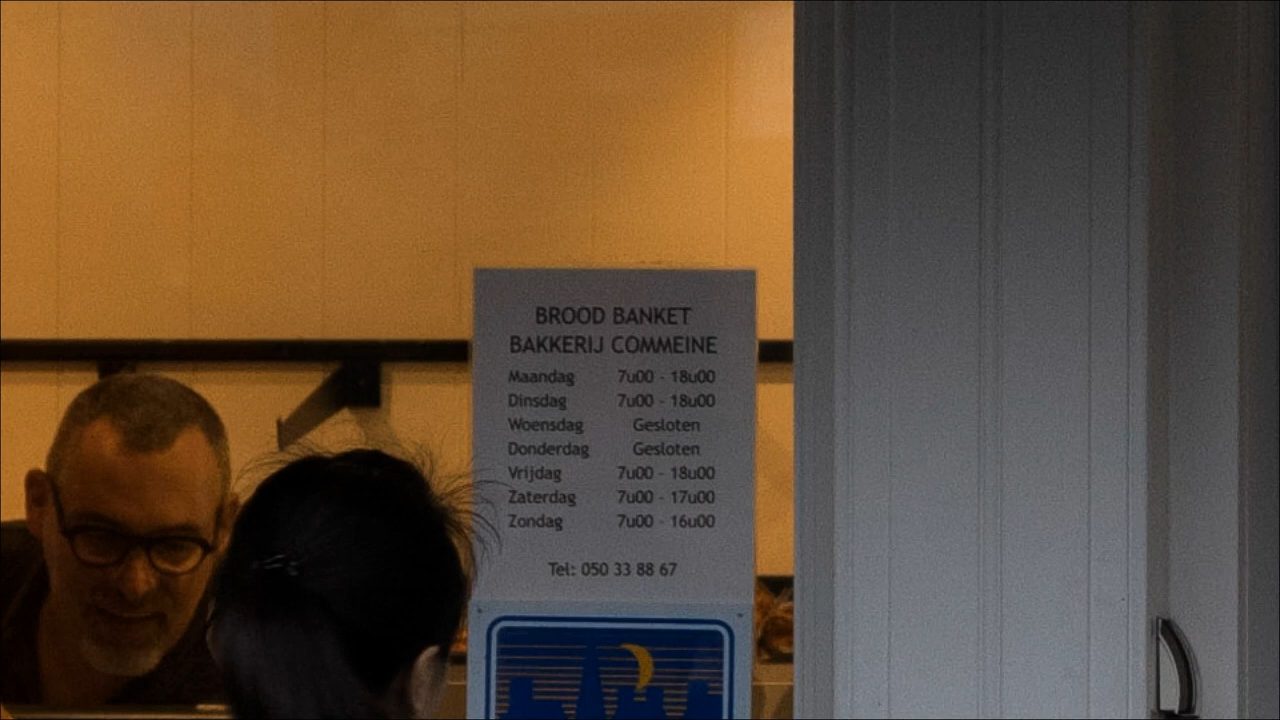 BROOD BANKET
BAKKERIJ COMMEINE
Maandag 7u00 - 18u00
Dinsdag 7u00 - 18u00
Woensdag Gesloten
Donderdag Gesloten
Vrijdag 7u00 - 18u00
Zaterdag 7u00 - 17u00
Zondag 7u00 - 16u00
Tel: 050 33 88 67